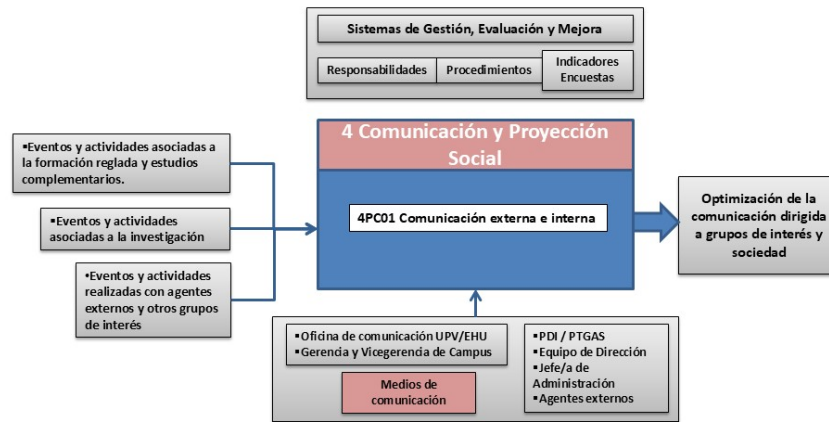 Sistemas de Gestión, Evaluación y Mejora
Responsabilidades
Procedimientos
Indicadores
Encuestas
▪Eventos y actividades asociadas a
la formación reglada y estudios
complementarios.
▪Eventos y actividades
asociadas a la investigación
▪Eventos y actividades
realizadas con agentes
externos y otros grupos
de interés
4 Comunicación y Proyección
Social
4PC01 Comunicación externa e interna
Optimización de la
comunicación dirigida
a grupos de interés y
sociedad
▪Oficina de comunicación UPV/EHU
▪Gerencia y Vicegerencia de Campus
Medios de
comunicación
▪PDI / PTGAS
▪Equipo de Dirección
▪Jefe/a de
Administración
▪Agentes externos